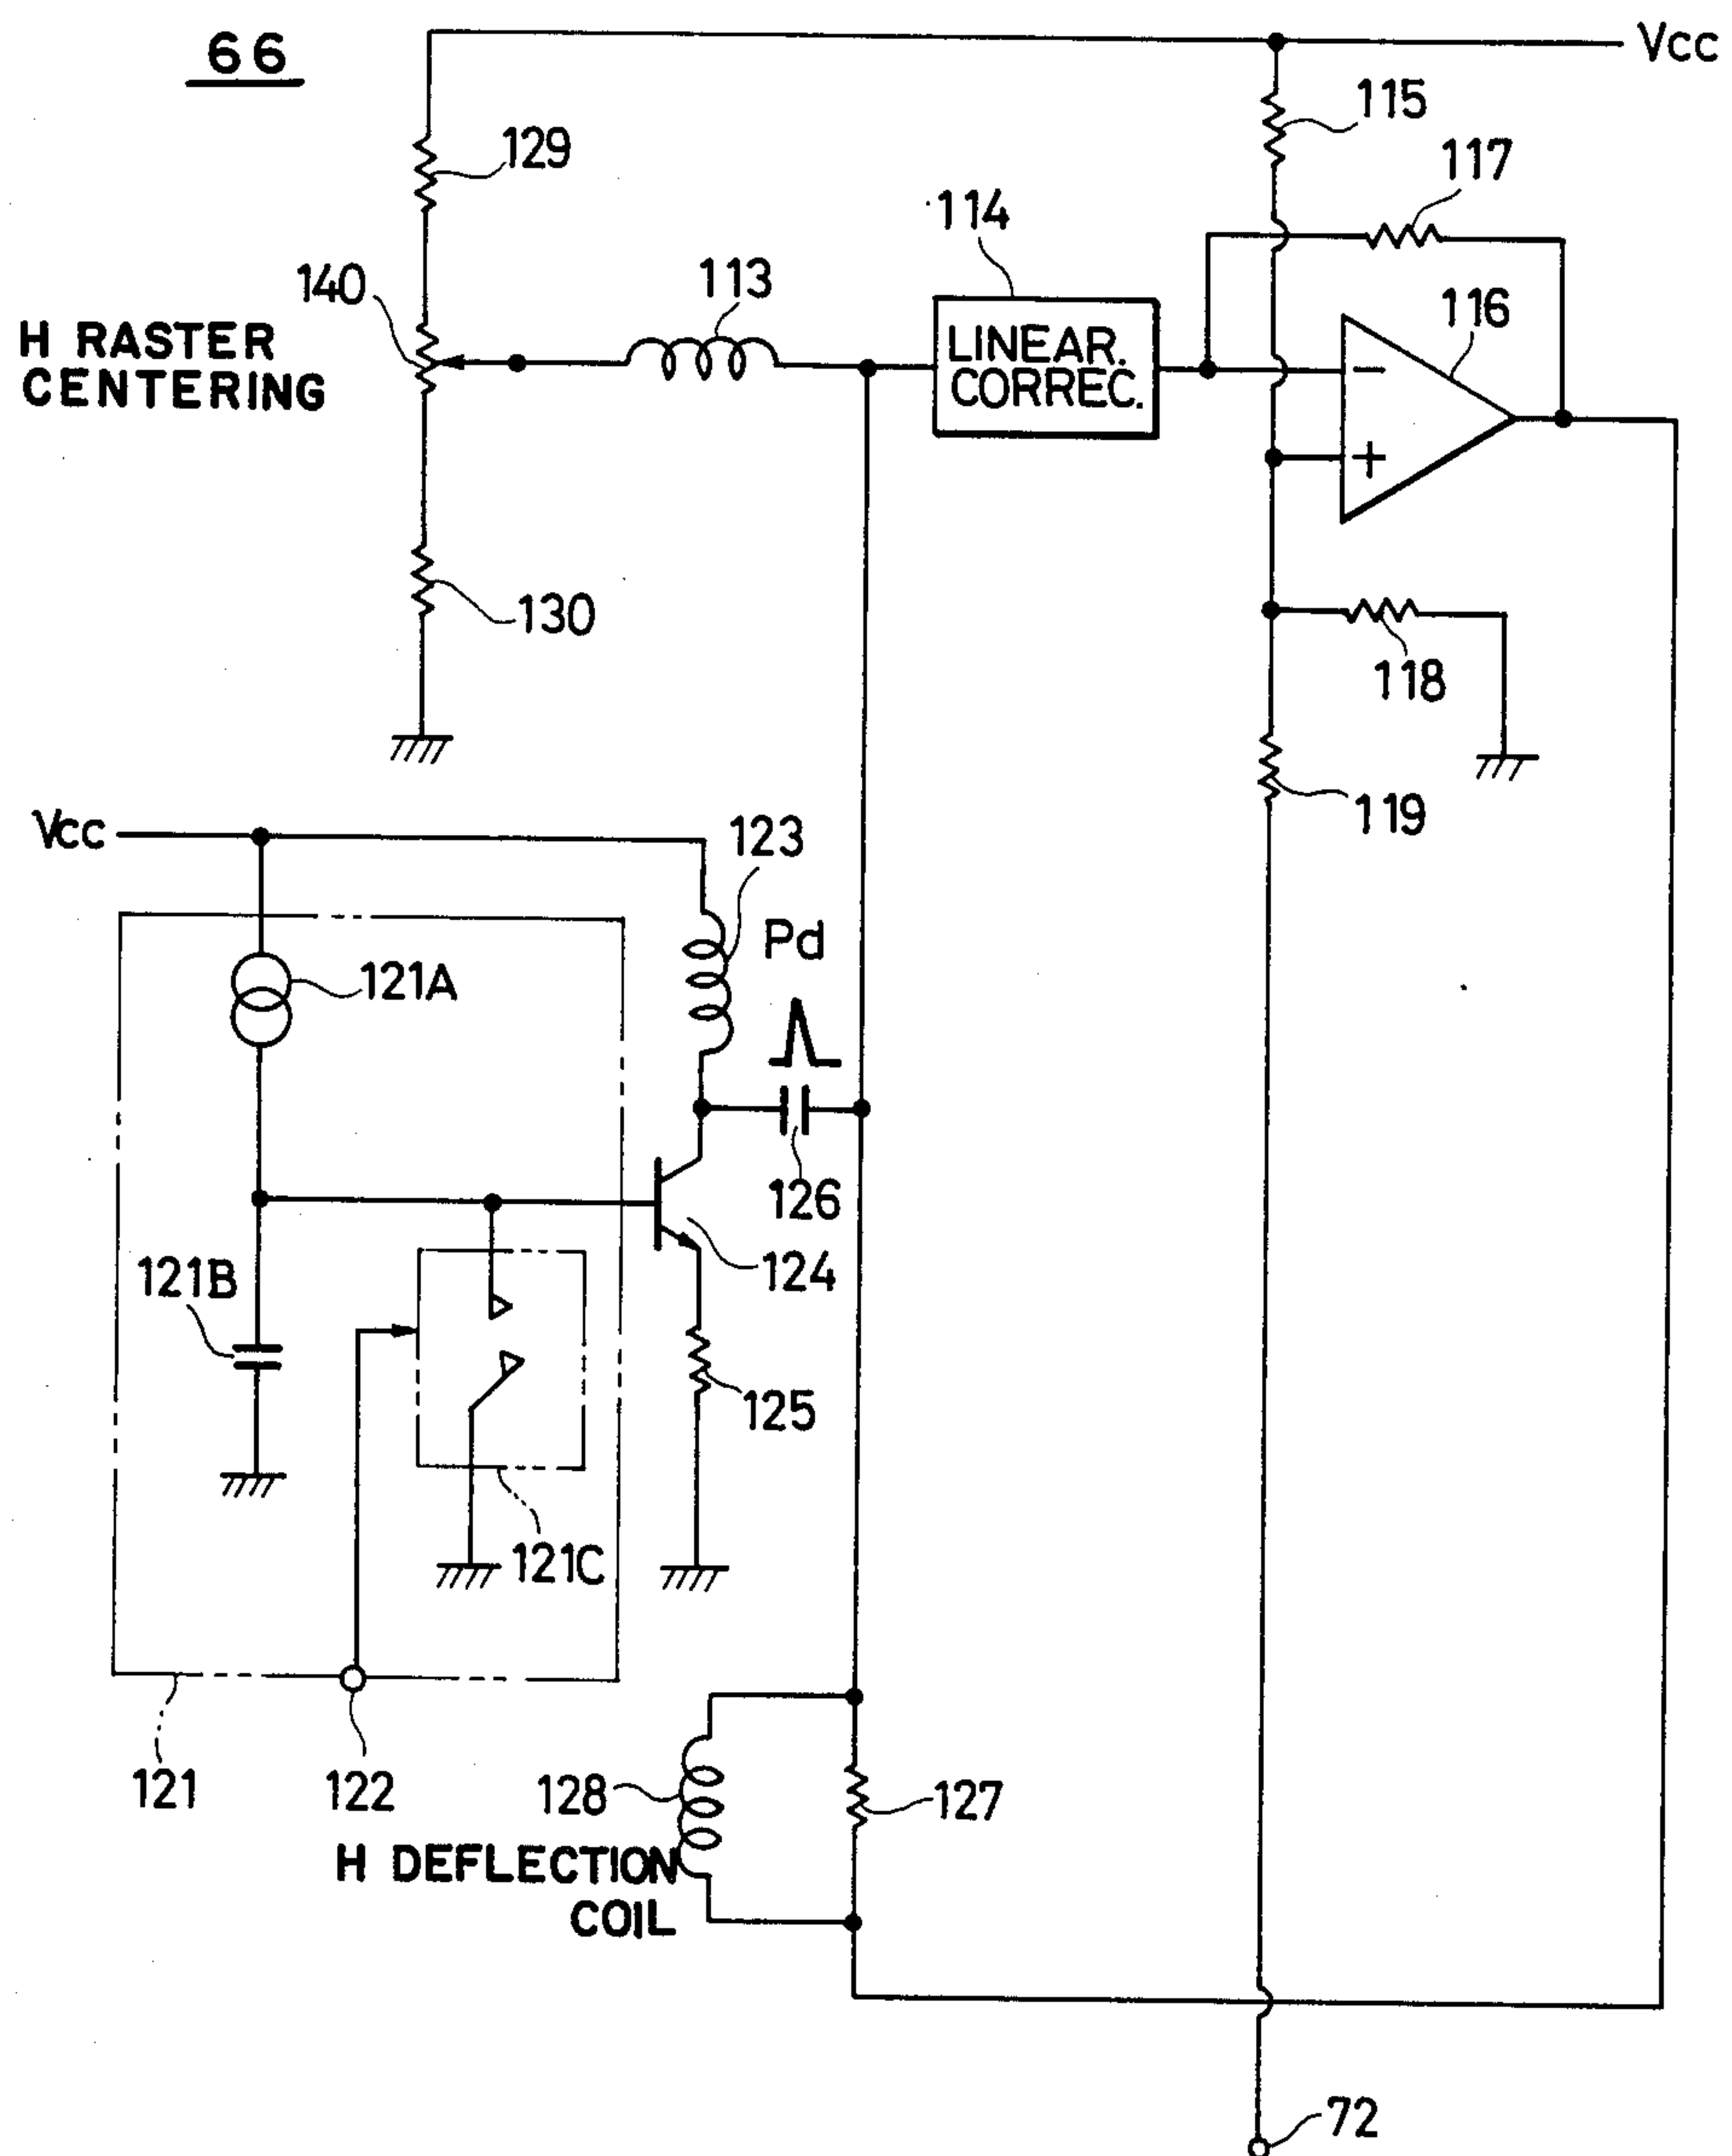 66
Vcc
115
129
117
114
113
140
116
H RASTER
CENTERING
LINEAR.
CORREC.
−
+
130
118
119
Vcc
123
Pd
121A
126
124
121B
125
121C
121
122
128
127
H DEFLECTION
COIL
72